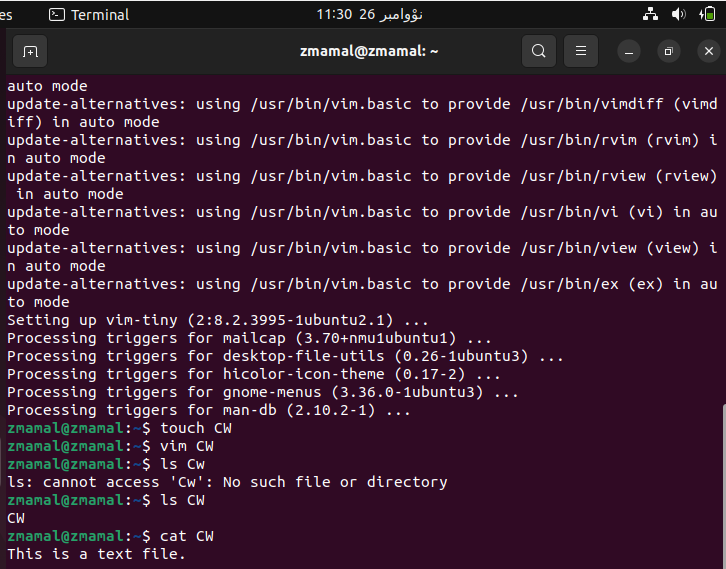 es Terminal 11:30 26 نوْوامبر
zmamal@zmamal: ~
auto mode
update-alternatives: using /usr/bin/vim.basic to provide /usr/bin/vimdiff (vimd
iff) in auto mode
update-alternatives: using /usr/bin/vim.basic to provide /usr/bin/rvim (rvim) i
n auto mode
update-alternatives: using /usr/bin/vim.basic to provide /usr/bin/rview (rview)
 in auto mode
update-alternatives: using /usr/bin/vim.basic to provide /usr/bin/vi (vi) in au
to mode
update-alternatives: using /usr/bin/vim.basic to provide /usr/bin/view (view) i
n auto mode
update-alternatives: using /usr/bin/vim.basic to provide /usr/bin/ex (ex) in au
to mode
Setting up vim-tiny (2:8.2.3995-1ubuntu2.1) ...
Processing triggers for mailcap (3.70+nmu1ubuntu1) ...
Processing triggers for desktop-file-utils (0.26-1ubuntu3) ...
Processing triggers for hicolor-icon-theme (0.17-2) ...
Processing triggers for gnome-menus (3.36.0-1ubuntu3) ...
Processing triggers for man-db (2.10.2-1) ...
zmamal@zmamal:~$ touch CW
zmamal@zmamal:~$ vim CW
zmamal@zmamal:~$ ls Cw
ls: cannot access 'Cw': No such file or directory
zmamal@zmamal:~$ ls CW
CW
zmamal@zmamal:~$ cat CW
This is a text file.